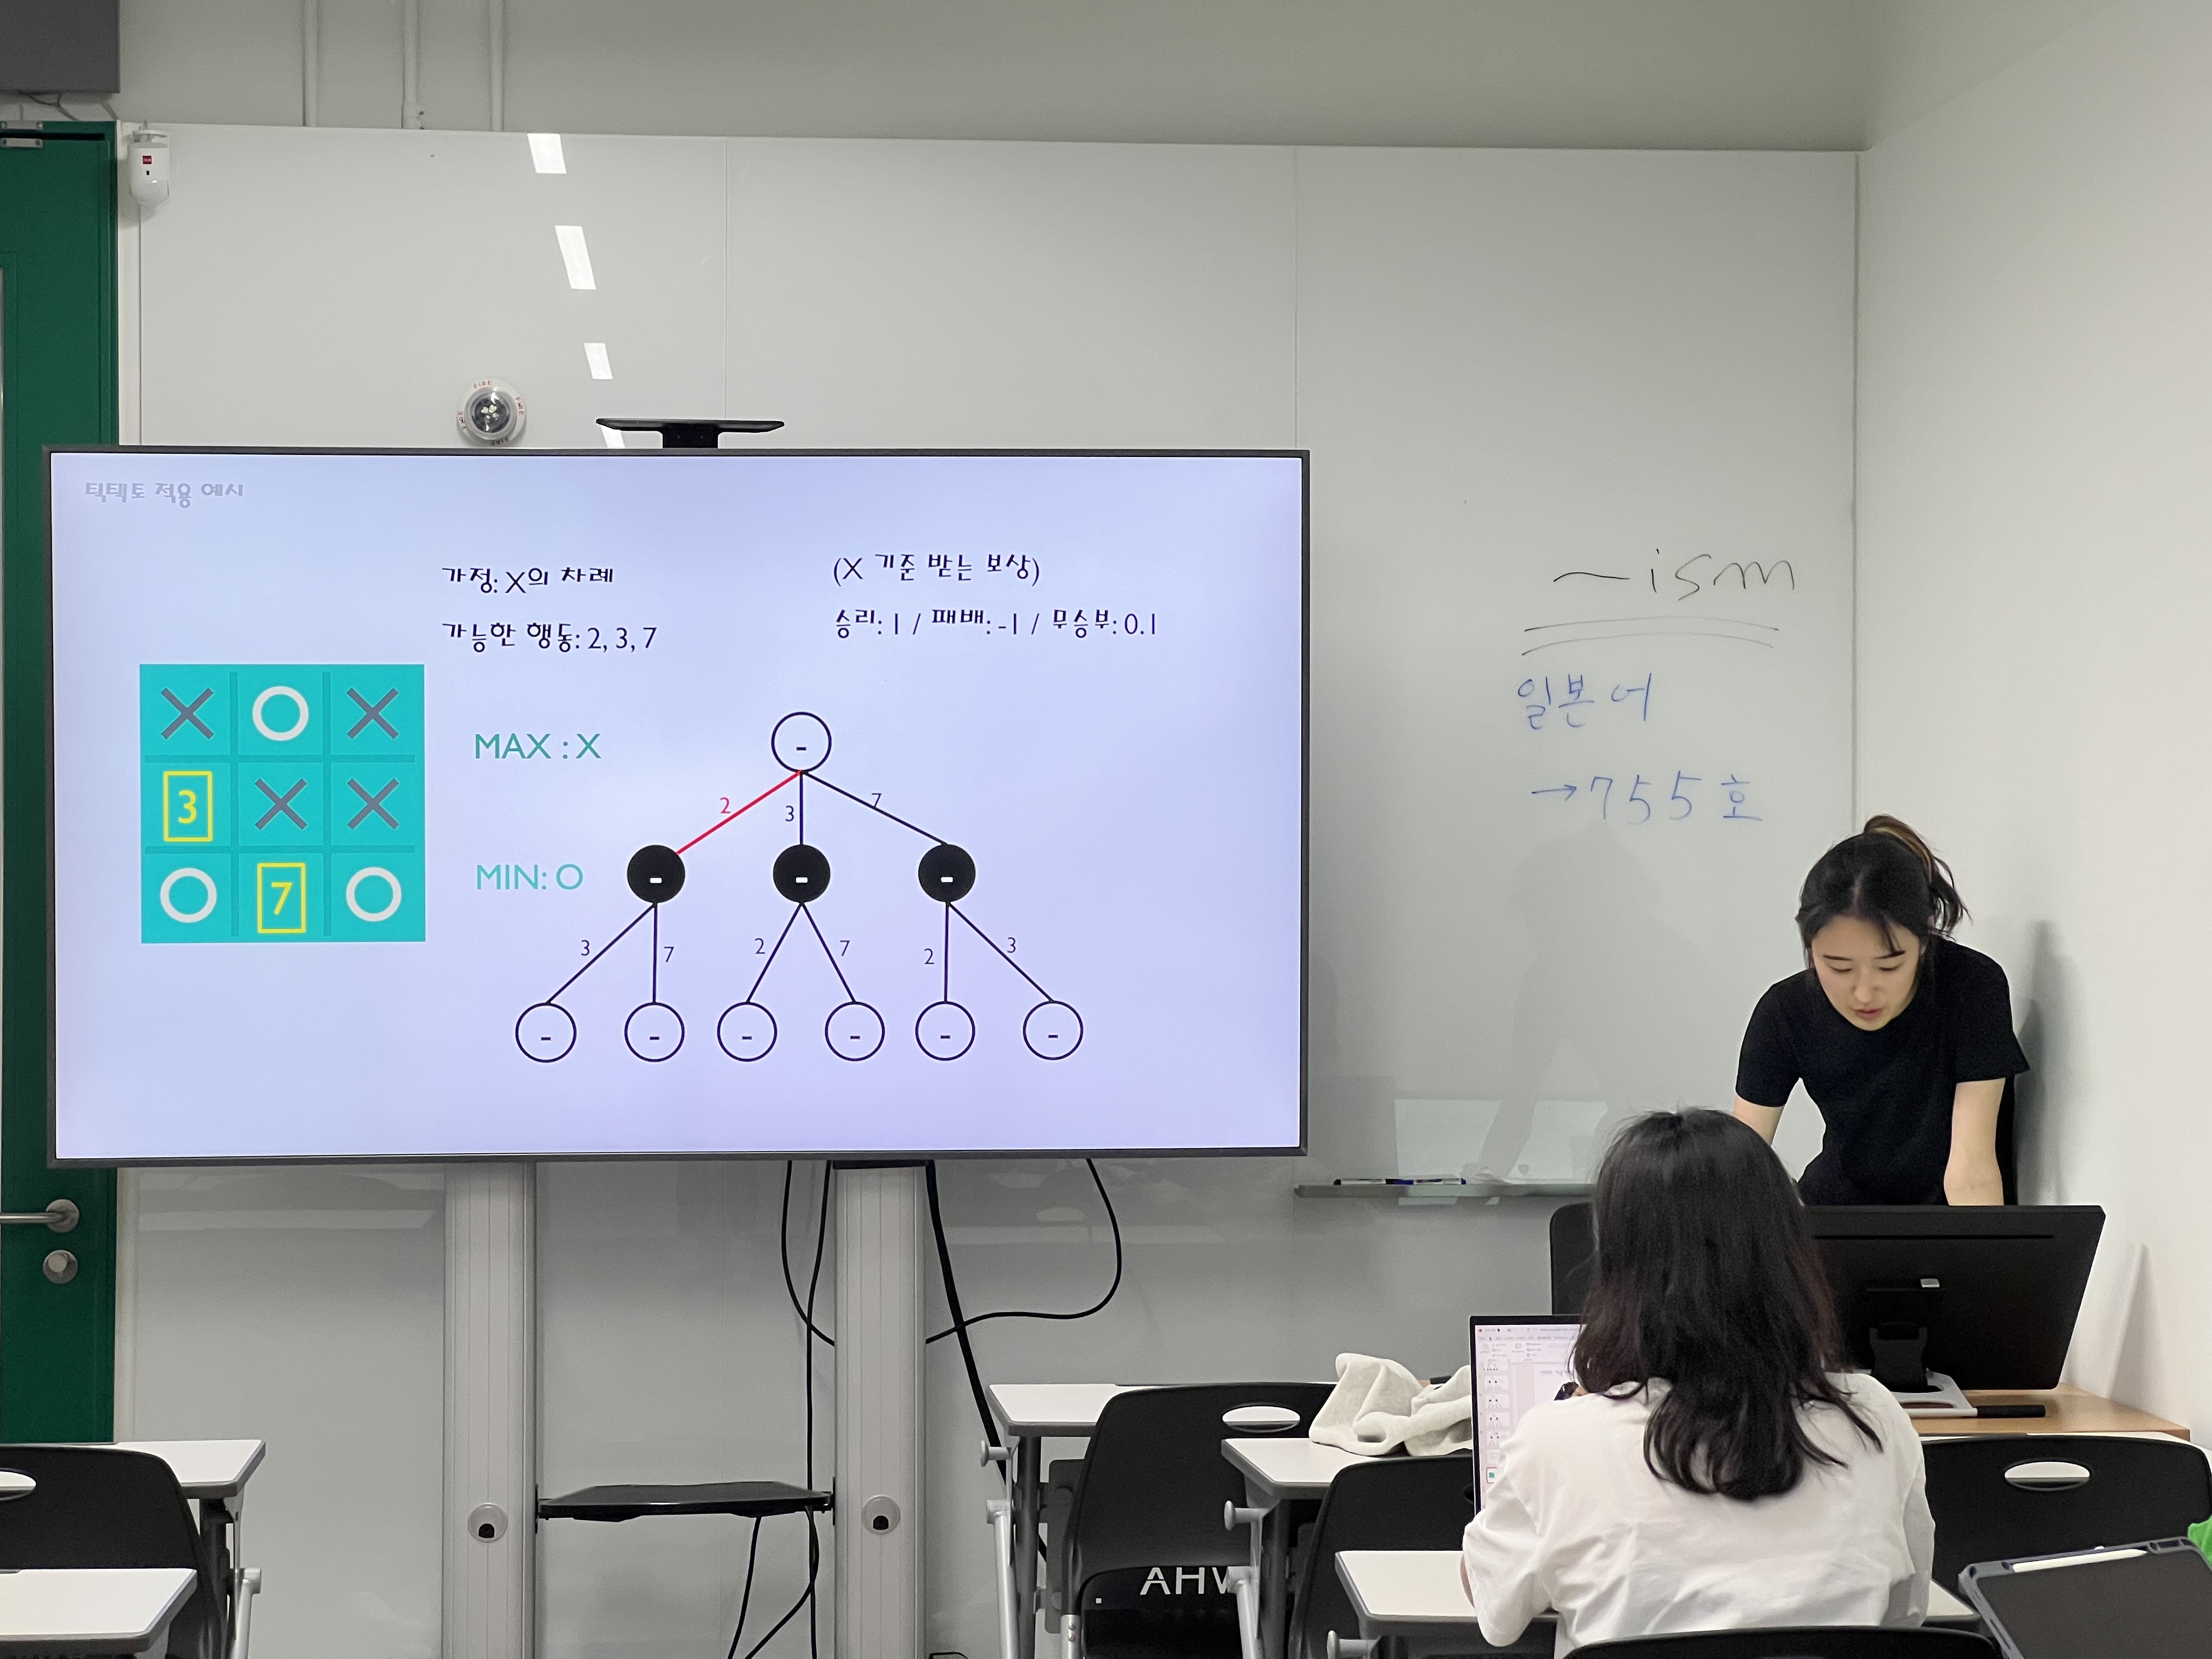 틱택토 적용 예시
가정: X의 차례
가능한 행동: 2, 3, 7
(X 기준 받는 보상)
승리: 1 / 패배: -1 / 무승부: 0.1
X O X
3 X X
O 7 O
MAX : X
MIN: O
-
2 3 7
- - -
3 7 2 7 2 3
- - - - - -
~ism
일본어
→755호